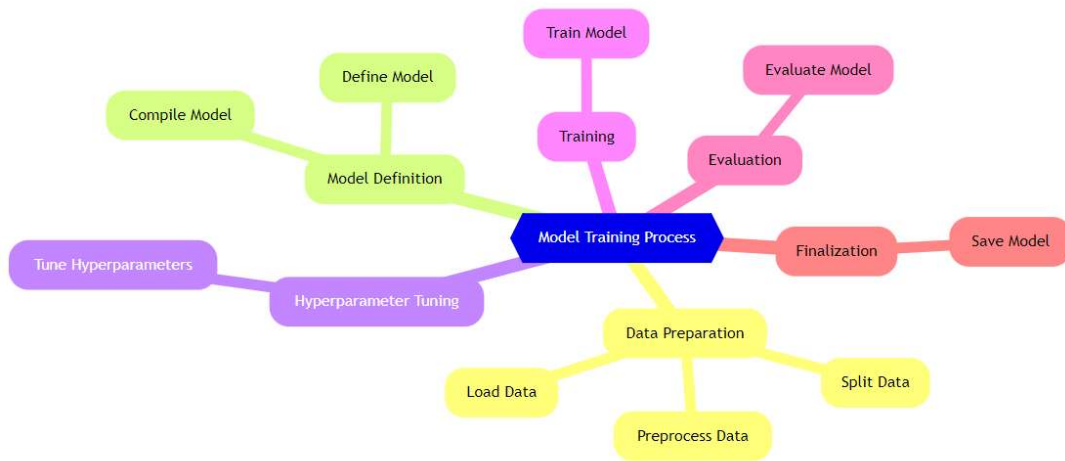 Train Model
Define Model
Evaluate Model
Compile Model
Training
Evaluation
Model Definition
Model Training Process
Save Model
Finalization
Tune Hyperparameters
Hyperparameter Tuning
Data Preparation
Split Data
Load Data
Preprocess Data